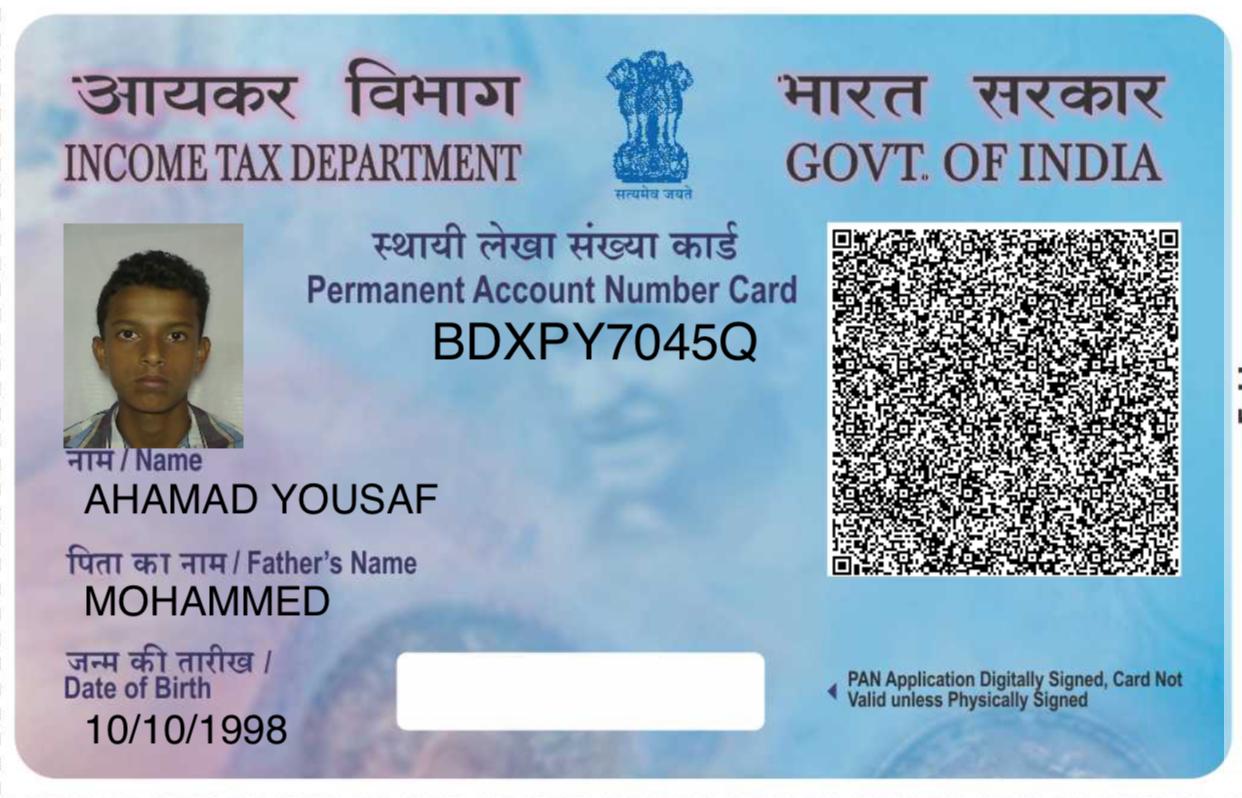 आयकर विभाग
INCOME TAX DEPARTMENT
सत्यमेव जयते
भारत सरकार
GOVT. OF INDIA
स्थायी लेखा संख्या कार्ड
Permanent Account Number Card
BDXPY7045Q
नाम / Name
AHAMAD YOUSAF
पिता का नाम / Father's Name
MOHAMMED
जन्म की तारीख /
Date of Birth
10/10/1998
PAN Application Digitally Signed, Card Not
Valid unless Physically Signed